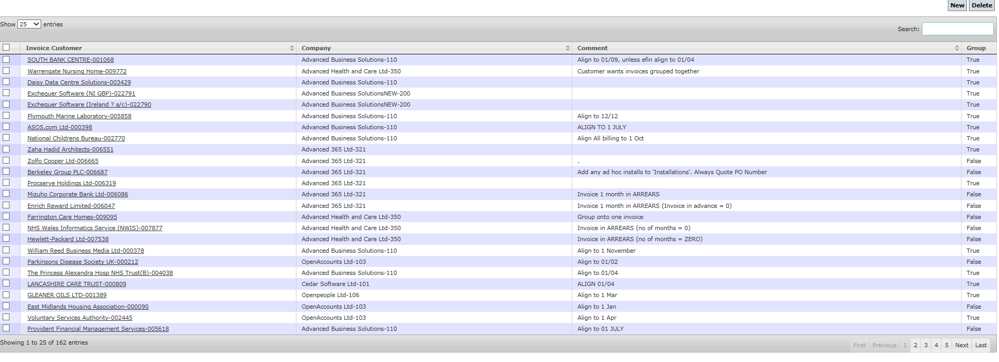 New Delete
Show 25 entries
Search:
Invoice Customer Company Comment Group
SOUTH BANK CENTRE-001068 Advanced Business Solutions-110 Align to 01/09, unless efin align to 01/04 True
Warrengate Nursing Home-009772 Advanced Health and Care Ltd-350 Customer wants invoices grouped together True
Daisy Data Centre Solutions-003429 Advanced Business Solutions-110 True
Exchequer Software (NI GBP)-022791 Advanced Business SolutionsNEW-200 True
Exchequer Software (Ireland ? a/c)-022790 Advanced Business SolutionsNEW-200 True
Plymouth Marine Laboratory-005858 Advanced Business Solutions-110 Align to 12/12 True
ASOS.com Ltd-000398 Advanced Business Solutions-110 ALIGN TO 1 JULY True
National Childrens Bureau-002770 Advanced Business Solutions-110 Align All billing to 1 Oct True
Zaha Hadid Architects-006551 Advanced 365 Ltd-321 True
Zolfo Cooper Ltd-006665 Advanced 365 Ltd-321 . False
Berkeley Group PLC-006687 Advanced 365 Ltd-321 Add any ad hoc installs to 'Installations'. Always Quote PO Number False
Procserve Holdings Ltd-006319 Advanced 365 Ltd-321 True
Mizuho Corporate Bank Ltd-006086 Advanced 365 Ltd-321 Invoice 1 month in ARREARS False
Enrich Reward Limited-006047 Advanced 365 Ltd-321 Invoice 1 month in ARREARS (Invoice in advance = 0) False
Farrington Care Homes-009095 Advanced Health and Care Ltd-350 Group onto one invoice False
NHS Wales Informatics Service (NWIS)-007877 Advanced Health and Care Ltd-350 Invoice in ARREARS (no of months = 0) False
Hewlett-Packard Ltd-007538 Advanced Health and Care Ltd-350 Invoice in ARREARS (no of months = ZERO) False
William Reed Business Media Ltd-000378 Advanced Business Solutions-110 Align to 1 November True
Parkinsons Disease Society UK-000212 OpenAccounts Ltd-103 Align to 01/02 False
The Princess Alexandra Hosp NHS Trust(B)-004038 Advanced Business Solutions-110 Align to 01/04 True
LANCASHIRE CARE TRUST-000809 Cedar Software Ltd-101 ALIGN 01/04 True
GLEANER OILS LTD-001389 Openpeople Ltd-106 Align to 1 Mar True
East Midlands Housing Association-000090 OpenAccounts Ltd-103 Align to 1 Jan False
Voluntary Services Authority-002445 OpenAccounts Ltd-103 Align to 1 Apr True
Provident Financial Management Services-005618 Advanced Business Solutions-110 Align to 01 JULY False
Showing 1 to 25 of 162 entries
First Previous 1 2 3 4 5 Next Last